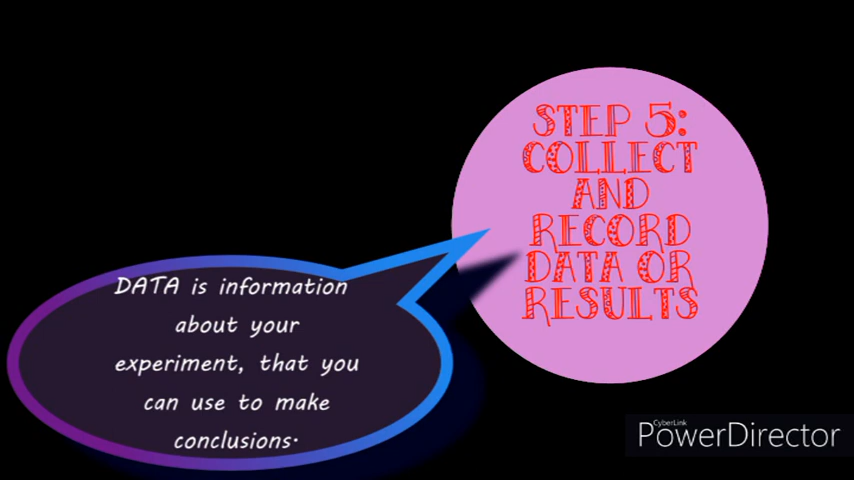 STEP 5:
COLLECT
AND
RECORD
DATA OR
RESULTS
DATA is information
about your
experiment, that you
can use to make
conclusions.
CyberLink
PowerDirector